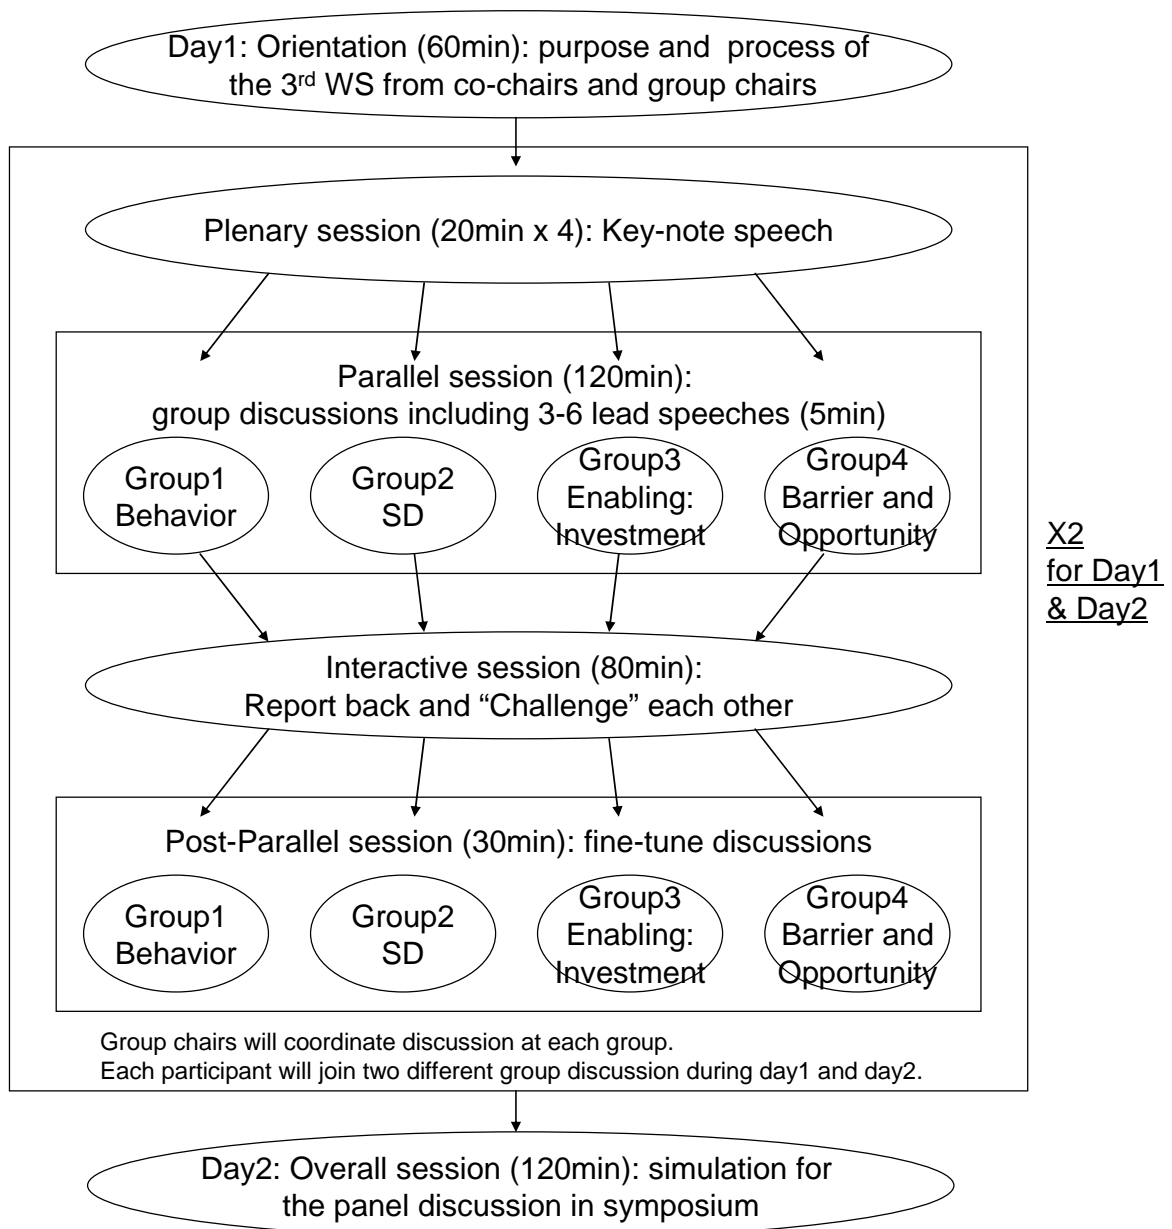 Day1: Orientation (60min): purpose and process of
the 3rd WS from co-chairs and group chairs
Plenary session (20min x 4): Key-note speech
Parallel session (120min):
group discussions including 3-6 lead speeches (5min)
Group1
Behavior
Group2
SD
Group3
Enabling:
Investment
Group4
Barrier and
Opportunity
X2
for Day1
& Day2
Interactive session (80min):
Report back and “Challenge” each other
Post-Parallel session (30min): fine-tune discussions
Group1
Behavior
Group2
SD
Group3
Enabling:
Investment
Group4
Barrier and
Opportunity
Group chairs will coordinate discussion at each group.
Each participant will join two different group discussion during day1 and day2.
Day2: Overall session (120min): simulation for
the panel discussion in symposium